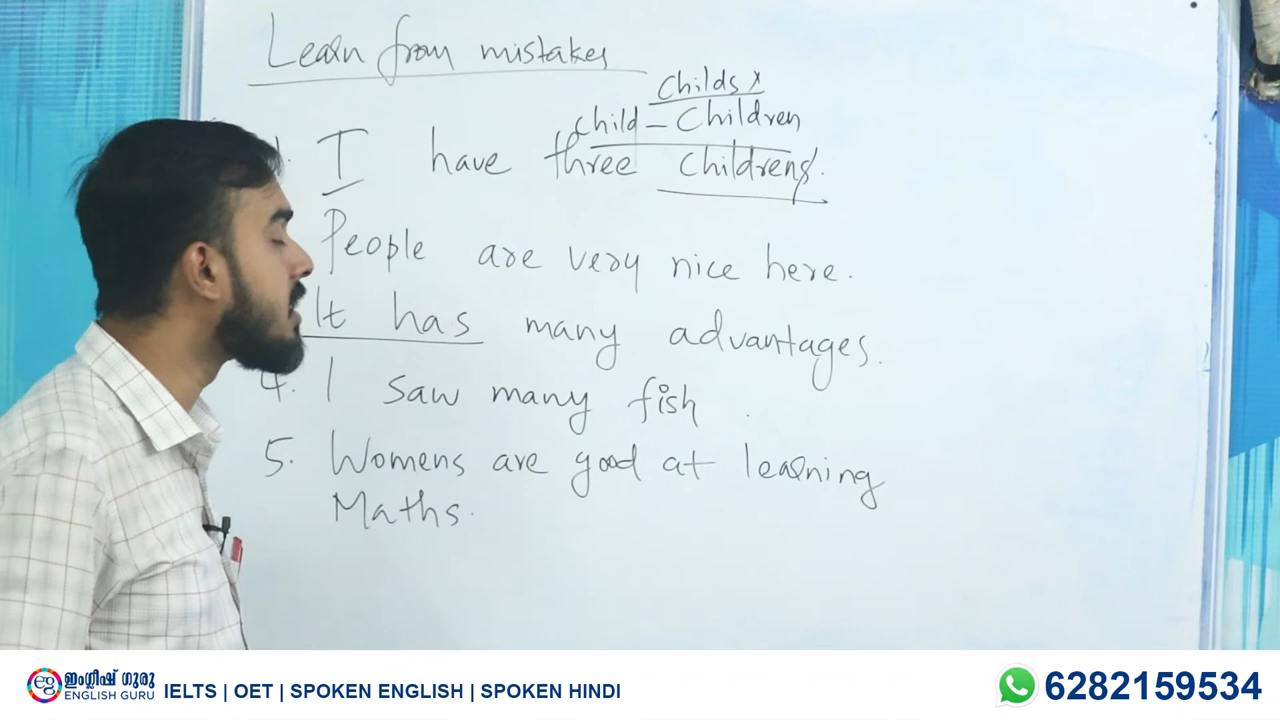 Learn from mistakes
Childs x
child – Children
1. I have three childrens.
People are very nice here.
It has many advantages.
4. I saw many fish.
5. Womens are good at learning
Maths.
eg ഇംഗ്ലീഷ് ഗുരു
ENGLISH GURU
IELTS | OET | SPOKEN ENGLISH | SPOKEN HINDI
6282159534